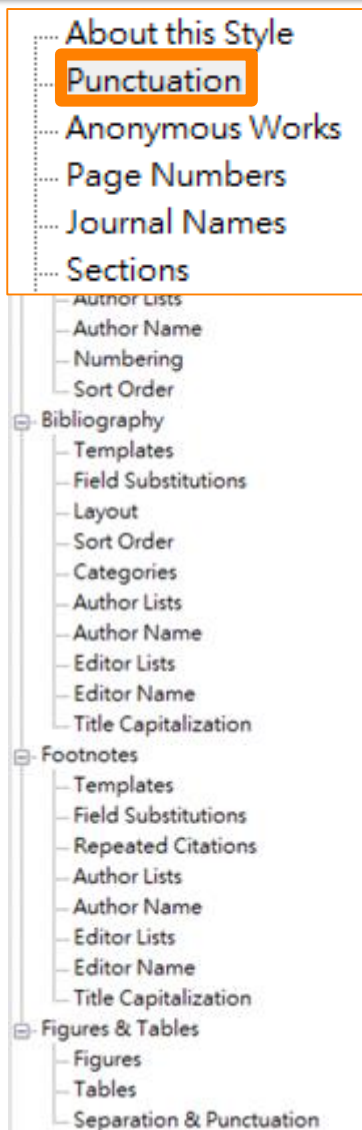 About this Style
Punctuation
Anonymous Works
Page Numbers
Journal Names
Sections
Author Lists
Author Name
Numbering
Sort Order
Bibliography
Templates
Field Substitutions
Layout
Sort Order
Categories
Author Lists
Author Name
Editor Lists
Editor Name
Title Capitalization
Footnotes
Templates
Field Substitutions
Repeated Citations
Author Lists
Author Name
Editor Lists
Editor Name
Title Capitalization
Figures & Tables
Figures
Tables
Separation & Punctuation